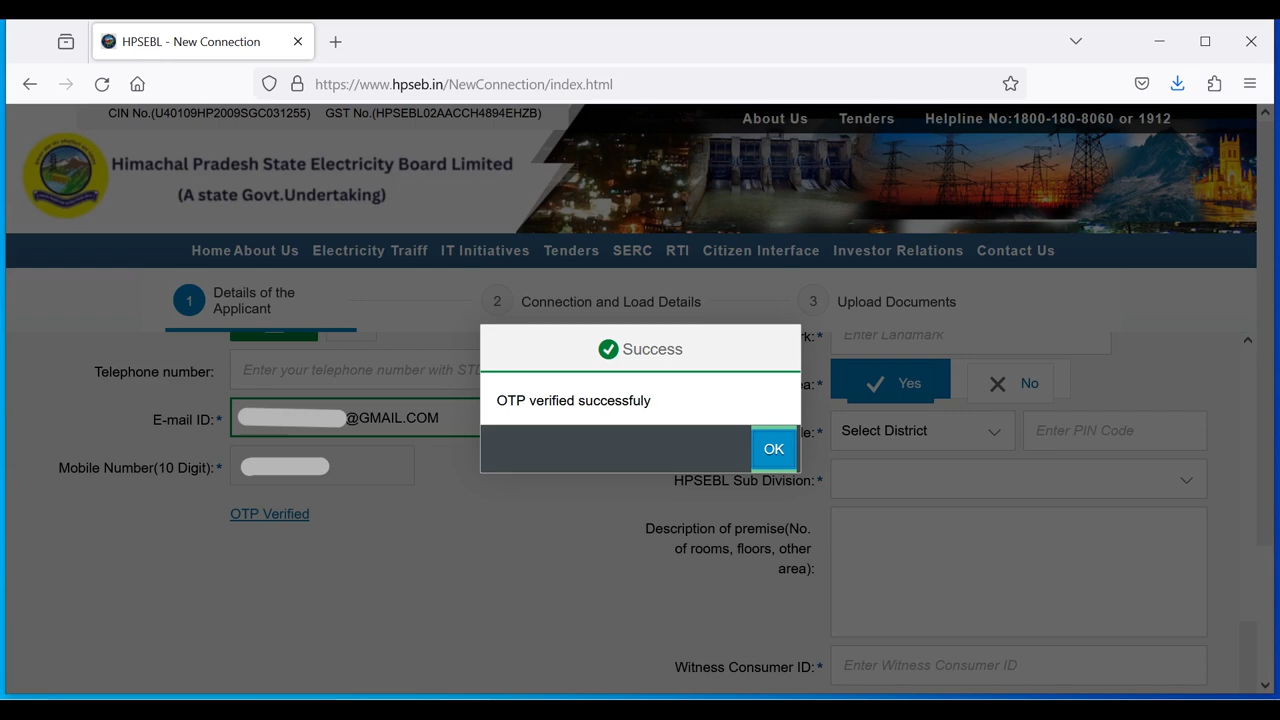 HPSEBL - New Connection
https://www.hpseb.in/NewConnection/index.html
CIN No.(U40109HP2009SGC031255) GST No.(HPSEBL02AACCH4894EHZB)
About Us Tenders Helpline No:1800-180-8060 or 1912
Himachal Pradesh State Electricity Board Limited
(A state Govt.Undertaking)
Home About Us Electricity Traiff IT Initiatives Tenders SERC RTI Citizen Interface Investor Relations Contact Us
1 Details of the
Applicant
2 Connection and Load Details
3 Upload Documents
Telephone number:
Enter your telephone number with
E-mail ID:*
@GMAIL.COM
Mobile Number(10 Digit):*
OTP Verified
Success
OTP verified successfuly
OK
Enter Landmark
Yes
No
Select District
Enter PIN Code
HPSEBL Sub Division:*
Description of premise(No.
of rooms, floors, other
area):
Witness Consumer ID:*
Enter Witness Consumer ID